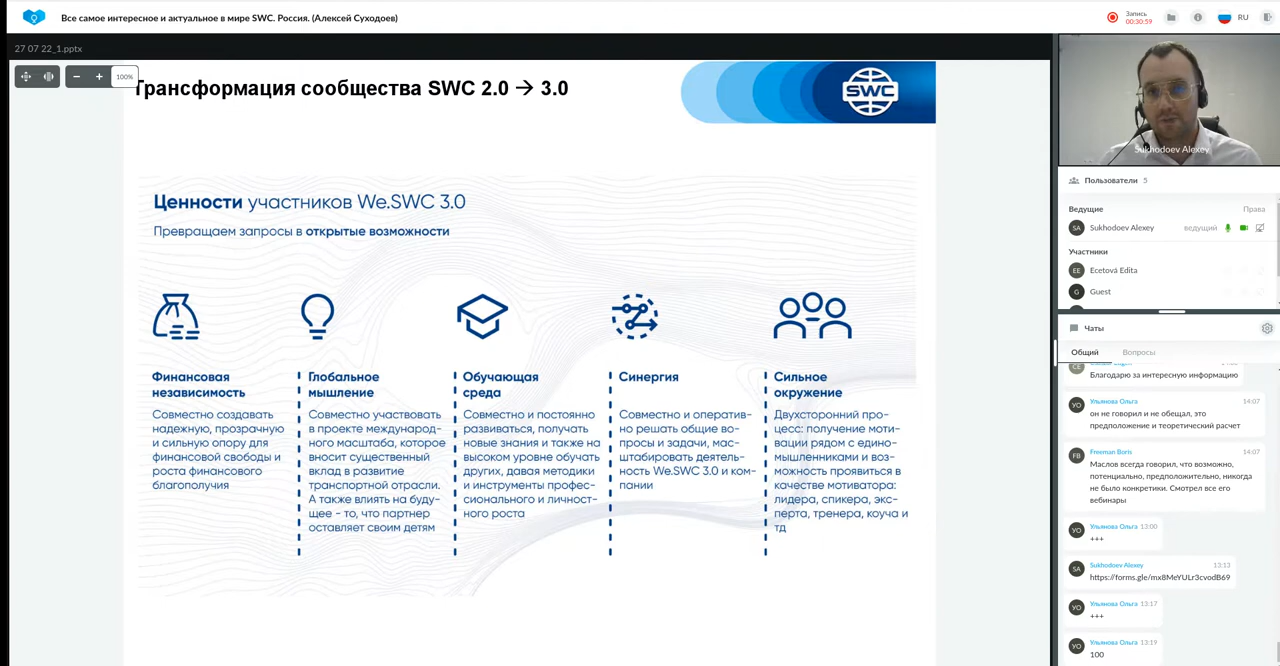 Все самое интересное и актуальное в мире SWC. Россия. (Алексей Суходоев)
Запись
00:30:59
RU
27 07 22_1.pptx
100%
Трансформация сообщества SWC 2.0 → 3.0
SWC
Ценности участников We.SWC 3.0
Превращаем запросы в открытые возможности
Финансовая
независимость
Совместно создавать
надежную, прозрачную
и сильную опору для
финансовой свободы и
роста финансового
благополучия
Глобальное
мышление
Совместно участвовать
в проекте международ-
ного масштаба, которое
вносит существенный
вклад в развитие
транспортной отрасли.
А также влиять на буду-
щее - то, что партнер
оставляет своим детям
Обучающая
среда
Совместно и постоянно
развиваться, получать
новые знания и также на
высоком уровне обучать
других, давая методики
и инструменты профес-
сионального и личност-
ного роста
Синергия
Совместно и оператив-
но решать общие во-
просы и задачи, мас-
штабировать деятель-
ность We.SWC 3.0 и ком-
пании
Сильное
окружение
Двухсторонний про-
цесс: получение моти-
вации рядом с едино-
мышленниками и воз-
можность проявиться в
качестве мотиватора:
лидера, спикера, экс-
перта, тренера, коуча и
тд
Sukhodoev Alexey
Пользователи 5
Ведущие Права
SA Sukhodoev Alexey ведущий
Участники
EE Ecetová Edita
G Guest
Чаты
Общий Вопросы
Благодарю за интересную информацию
УО Ульянова Ольга 14:07
он не говорил и не обещал, это
предположение и теоретический расчет
FB Freeman Boris 14:07
Маслов всегда говорил, что возможно,
потенциально, предположительно, никогда
не было конкретики. Смотрел все его
вебинары
УО Ульянова Ольга 13:00
+++
SA Sukhodoev Alexey 13:13
https://forms.gle/mx8MeYULr3cvodB69
УО Ульянова Ольга 13:17
+++
УО Ульянова Ольга 13:19
100